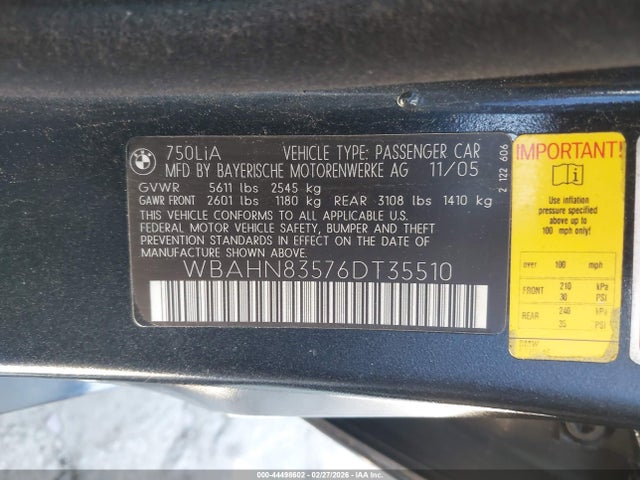 BMW
750LiA VEHICLE TYPE: PASSENGER CAR
MFD BY BAYERISCHE MOTORENWERKE AG 11/05
GVWR 5611 lbs 2545 kg
GAWR FRONT 2601 lbs 1180 kg REAR 3108 lbs 1410 kg
THIS VEHICLE CONFORMS TO ALL APPLICABLE U.S.
FEDERAL MOTOR VEHICLE SAFETY, BUMPER AND THEFT
PREVENTION STANDARDS IN EFFECT ON THE DATE OF
MANUFACTURE SHOWN ABOVE.
WBAHN83576DT35510
2 122 606
IMPORTANT!
Use inflation
pressure specified
above up to
100 mph only!
over 100 mph
FRONT 210 kPa
30 PSI
REAR 240 kPa
35 PSI
000-44498602 - 02/27/2026 - COPYRIGHT IAA, LLC.